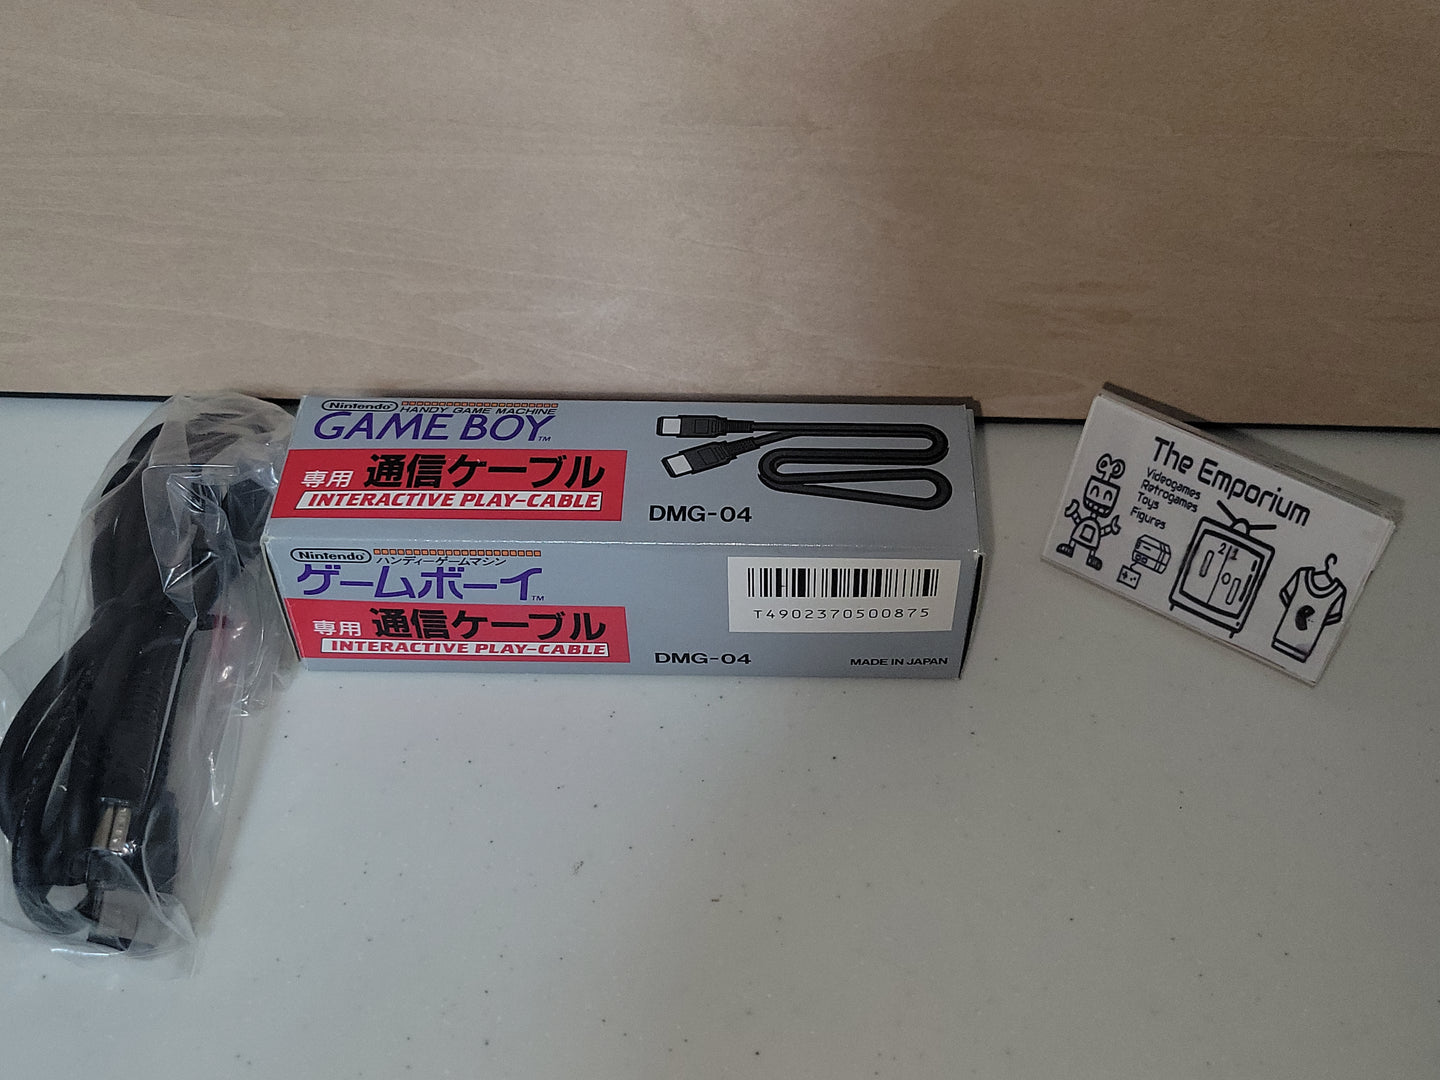 Nintendo
HANDY GAME MACHINE
GAME BOY™
専用 通信ケーブル
INTERACTIVE PLAY-CABLE
DMG-04
Nintendo
ハンディーゲームマシン
ゲームボーイ™
専用 通信ケーブル
INTERACTIVE PLAY-CABLE
DMG-04
T4902370500875
MADE IN JAPAN
The Emporium
Videogames
Retrogames
Toys
Figures